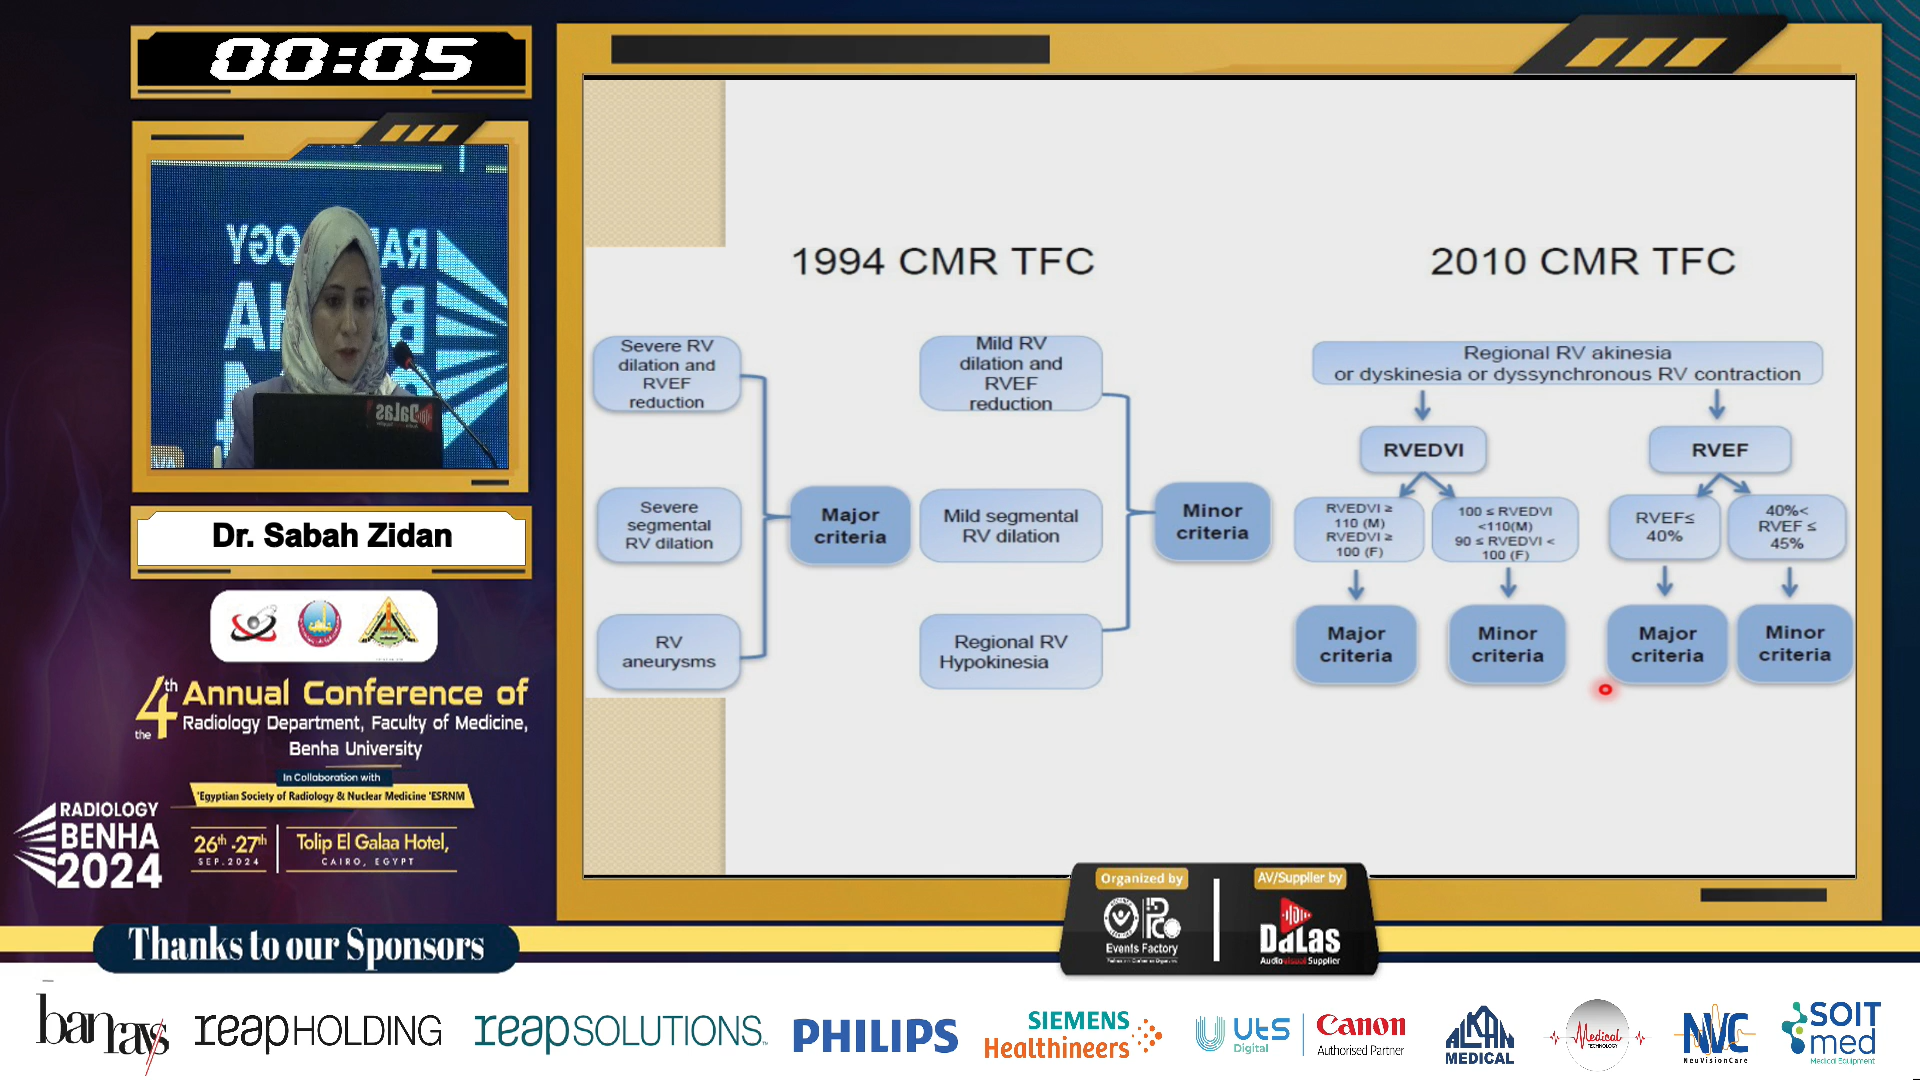 00:05
Dr. Sabah Zidan
the 4th Annual Conference of
Radiology Department, Faculty of Medicine,
Benha University
In Collaboration with
'Egyptian Society of Radiology & Nuclear Medicine 'ESRNM
RADIOLOGY
BENHA
2024
26th -27th
SEP.2024
Tolip El Galaa Hotel,
CAIRO, EGYPT
1994 CMR TFC
Severe RV
dilation and
RVEF
reduction
Severe
segmental
RV dilation
RV
aneurysms
Major
criteria
Mild RV
dilation and
RVEF
reduction
Mild segmental
RV dilation
Regional RV
Hypokinesia
Minor
criteria
2010 CMR TFC
Regional RV akinesia
or dyskinesia or dyssynchronous RV contraction
RVEDVI
RVEF
RVEDVI ≥
110 (M)
RVEDVI ≥
100 (F)
100 ≤ RVEDVI
<110(M)
90 ≤ RVEDVI <
100 (F)
RVEF≤
40%
40%<
RVEF ≤
45%
Major
criteria
Minor
criteria
Major
criteria
Minor
criteria
Organized by
Events Factory
AV/Supplier by
DaLas
Audiovisual Supplier
Thanks to our Sponsors
banrays
reapHOLDING
reapSOLUTIONS
PHILIPS
SIEMENS
Healthineers
UtS
Digital
Canon
Authorised Partner
ALKAN
MEDICAL
Medical
TECHNOLOGY
NVC
NeuVisionCare
SOIT
med
Medical Equipment